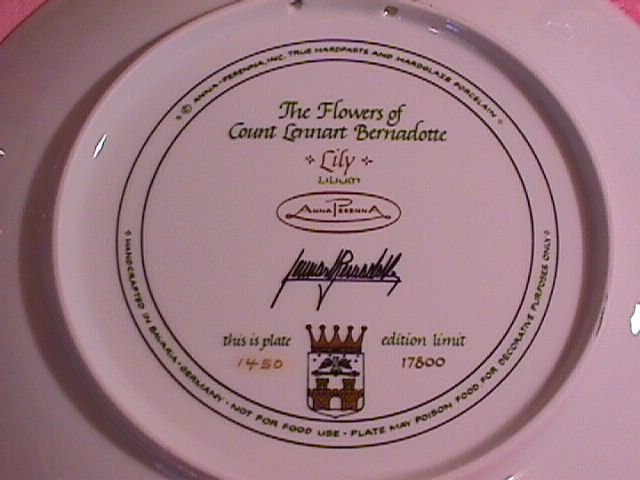 © ANNA-PERENNA, INC. TRUE HARDPASTE AND HARDGLAZE PORCELAIN
The Flowers of
Count Lennart Bernadotte
Lily
LILIUM
ANNA PERENNA
Lennart Bernadotte
this is plate
1450
edition limit
17800
HANDCRAFTED IN BAVARIA-GERMANY • NOT FOR FOOD USE • PLATE MAY POISON FOOD. FOR DECORATIVE PURPOSES ONLY